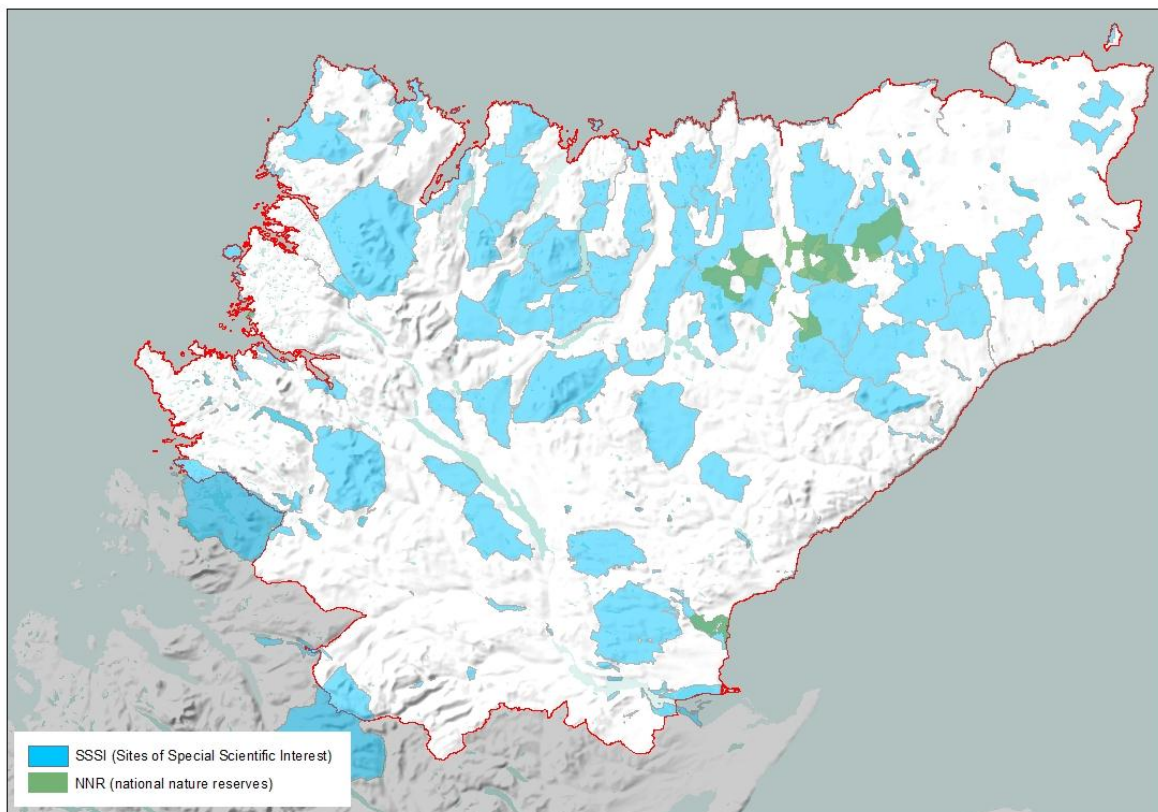 SSSI (Sites of Special Scientific Interest)
NNR (national nature reserves)